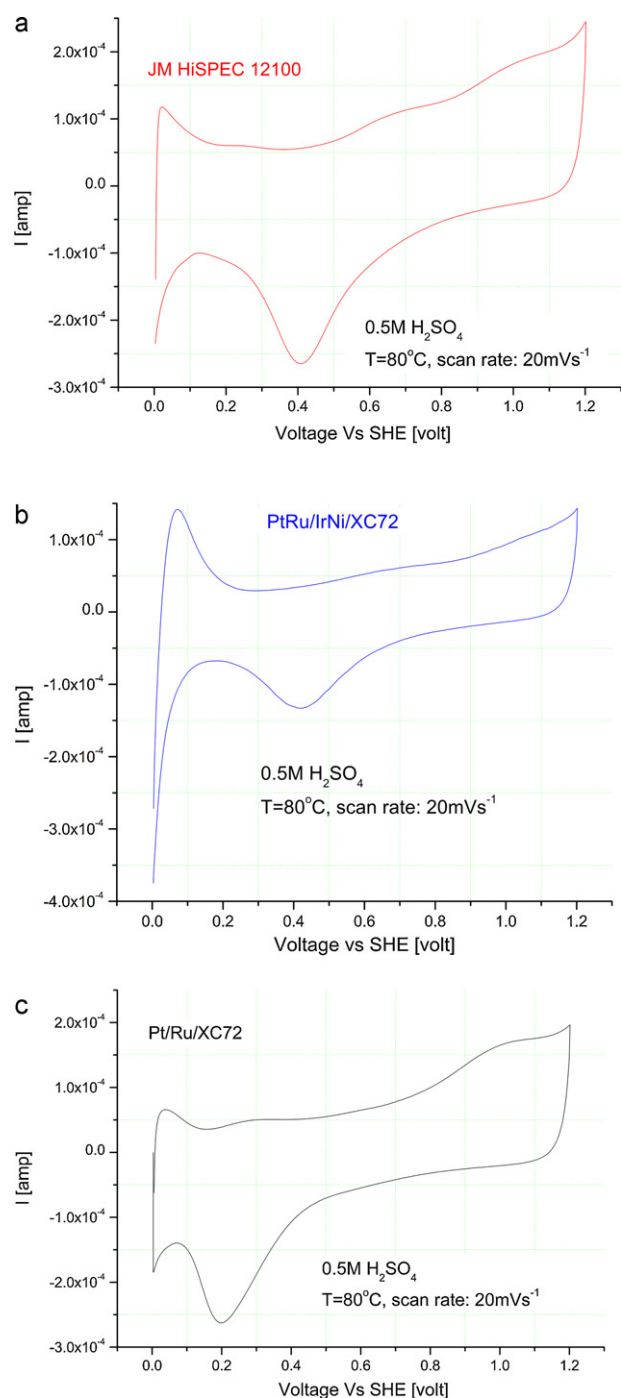 a
JM HiSPEC 12100
2.0x10⁻⁴
1.0x10⁻⁴
0.0
-1.0x10⁻⁴
-2.0x10⁻⁴
-3.0x10⁻⁴
I [amp]
0.5M H₂SO₄
T=80°C, scan rate: 20mVs⁻¹
0.0 0.2 0.4 0.6 0.8 1.0 1.2
Voltage Vs SHE [volt]
b
PtRu/IrNi/XC72
1.0x10⁻⁴
0.0
-1.0x10⁻⁴
-2.0x10⁻⁴
-3.0x10⁻⁴
-4.0x10⁻⁴
I [amp]
0.5M H₂SO₄
T=80°C, scan rate: 20mVs⁻¹
0.0 0.2 0.4 0.6 0.8 1.0 1.2
Voltage vs SHE [volt]
c
Pt/Ru/XC72
2.0x10⁻⁴
1.0x10⁻⁴
0.0
-1.0x10⁻⁴
-2.0x10⁻⁴
-3.0x10⁻⁴
I [amp]
0.5M H₂SO₄
T=80°C, scan rate: 20mVs⁻¹
0.0 0.2 0.4 0.6 0.8 1.0 1.2
Voltage vs SHE [volt]